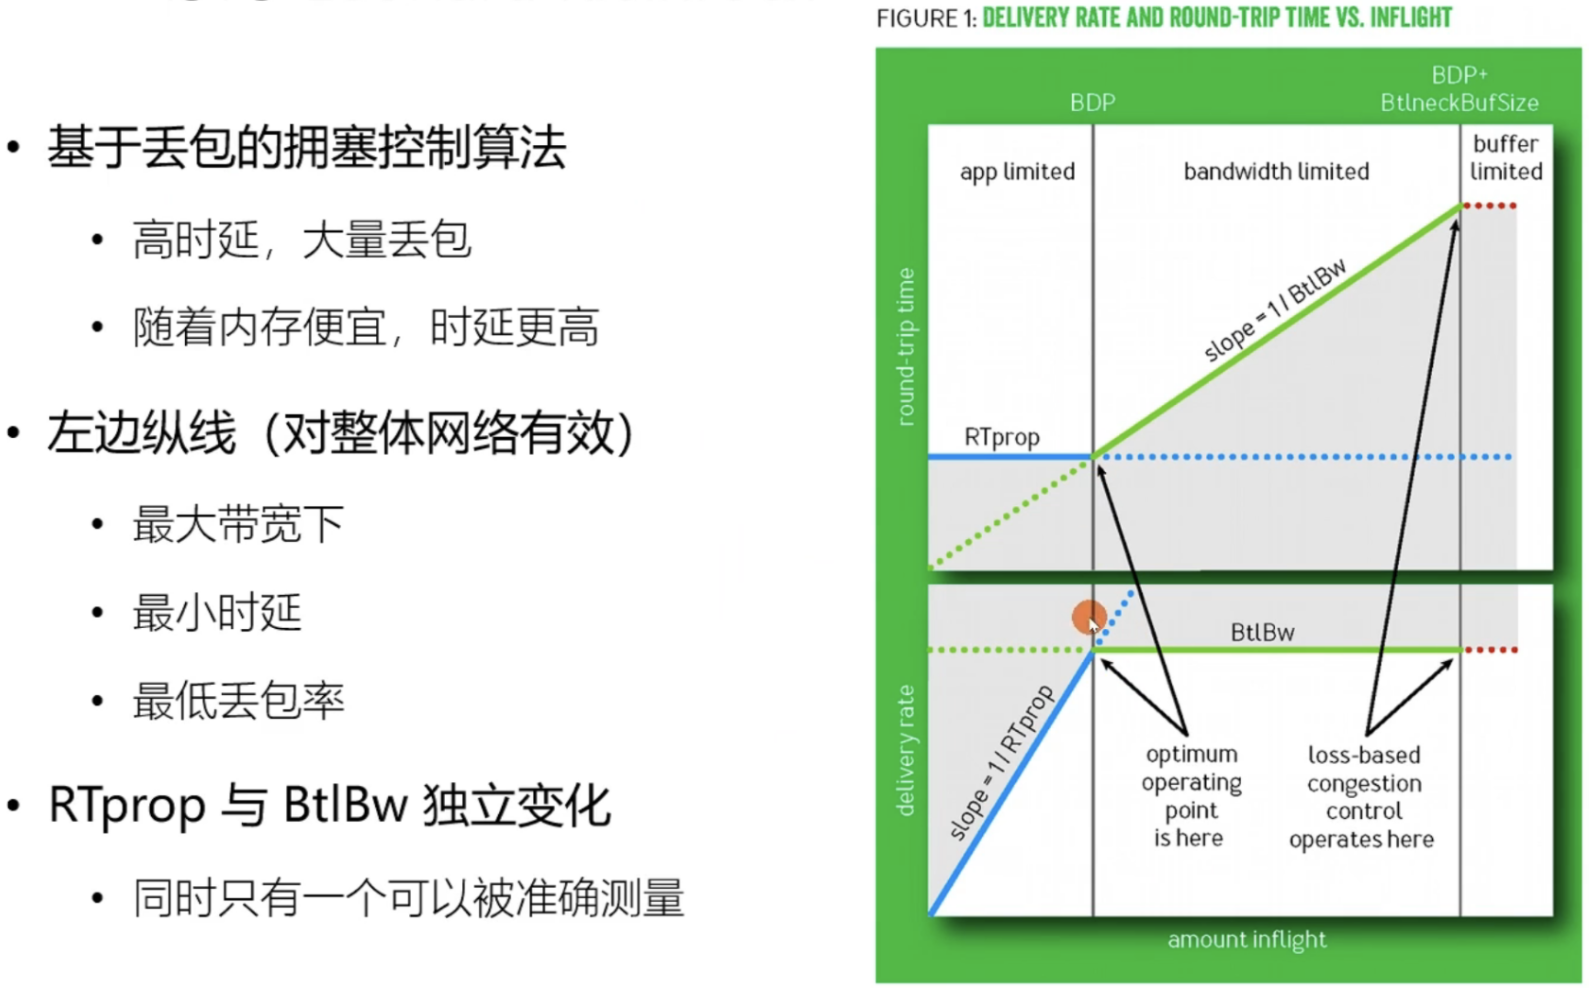 • 基于丢包的拥塞控制算法
• 高时延，大量丢包
• 随着内存便宜，时延更高
• 左边纵线（对整体网络有效）
• 最大带宽下
• 最小时延
• 最低丢包率
• RTprop 与 BtlBw 独立变化
• 同时只有一个可以被准确测量
FIGURE 1: DELIVERY RATE AND ROUND-TRIP TIME VS. INFLIGHT
BDP
BDP+
BtlneckBufSize
app limited
bandwidth limited
buffer
limited
round-trip time
slope = 1 / BtlBw
RTprop
BtlBw
delivery rate
slope = 1 / RTprop
optimum
operating
point
is here
loss-based
congestion
control
operates here
amount inflight